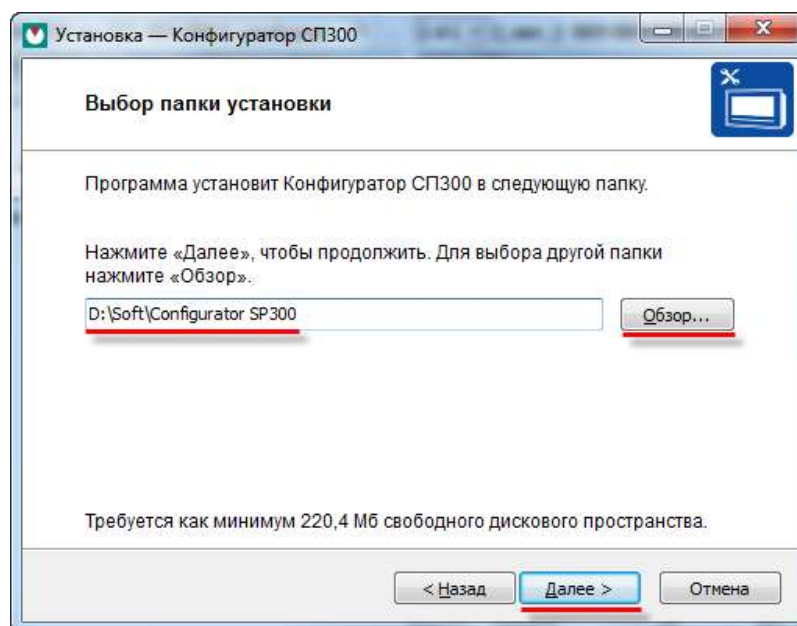 Установка — Конфигуратор СП300
Выбор папки установки
Программа установит Конфигуратор СП300 в следующую папку.
Нажмите «Далее», чтобы продолжить. Для выбора другой папки
нажмите «Обзор».
D:\Soft\Configurator SP300
Обзор...
Требуется как минимум 220,4 Мб свободного дискового пространства.
< Назад
Далее >
Отмена